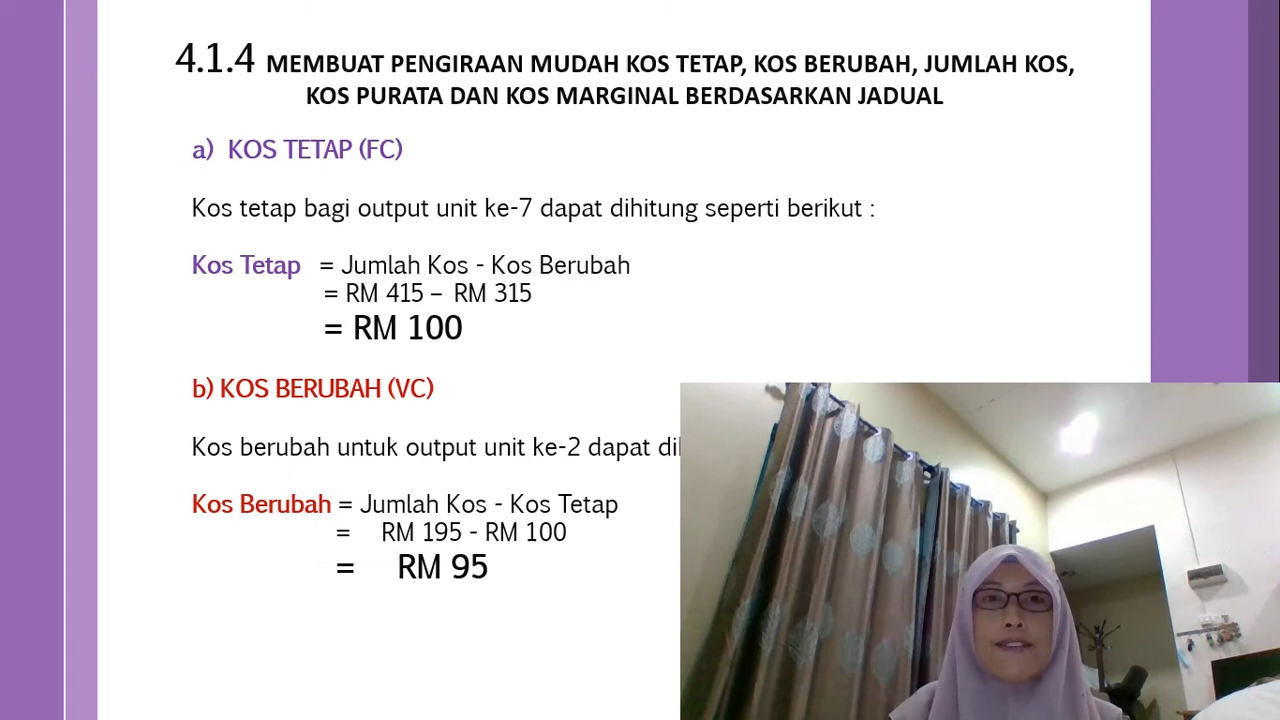 4.1.4 MEMBUAT PENGIRAAN MUDAH KOS TETAP, KOS BERUBAH, JUMLAH KOS,
KOS PURATA DAN KOS MARGINAL BERDASARKAN JADUAL
a) KOS TETAP (FC)
Kos tetap bagi output unit ke-7 dapat dihitung seperti berikut :
Kos Tetap = Jumlah Kos - Kos Berubah
= RM 415 – RM 315
= RM 100
b) KOS BERUBAH (VC)
Kos berubah untuk output unit ke-2 dapat
Kos Berubah = Jumlah Kos - Kos Tetap
= RM 195 - RM 100
= RM 95